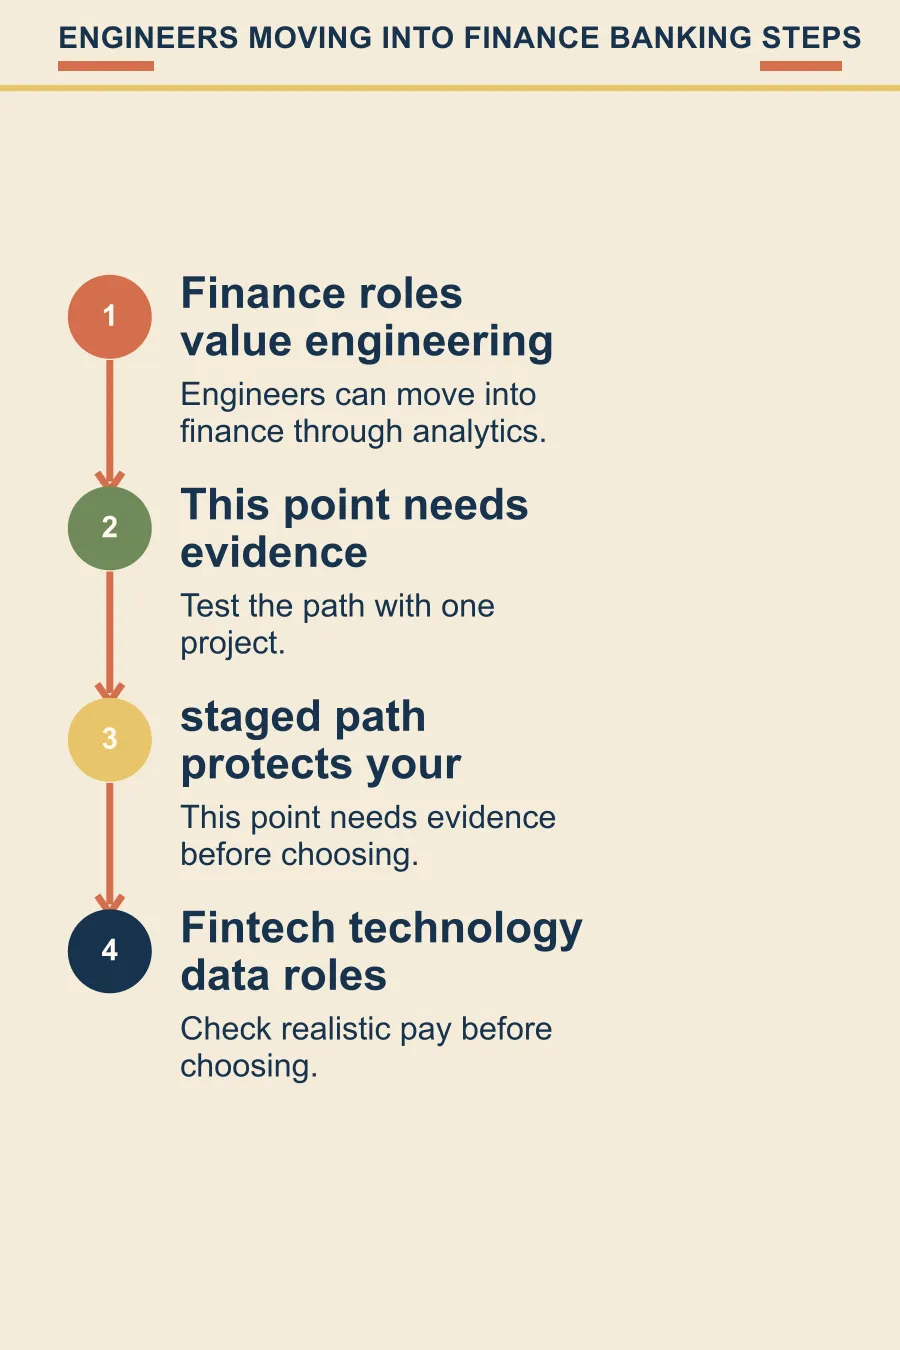 ENGINEERS MOVING INTO FINANCE BANKING STEPS
1
Finance roles
value engineering
Engineers can move into
finance through analytics.
2
This point needs
evidence
Test the path with one
project.
3
staged path
protects your
This point needs evidence
before choosing.
4
Fintech technology
data roles
Check realistic pay before
choosing.